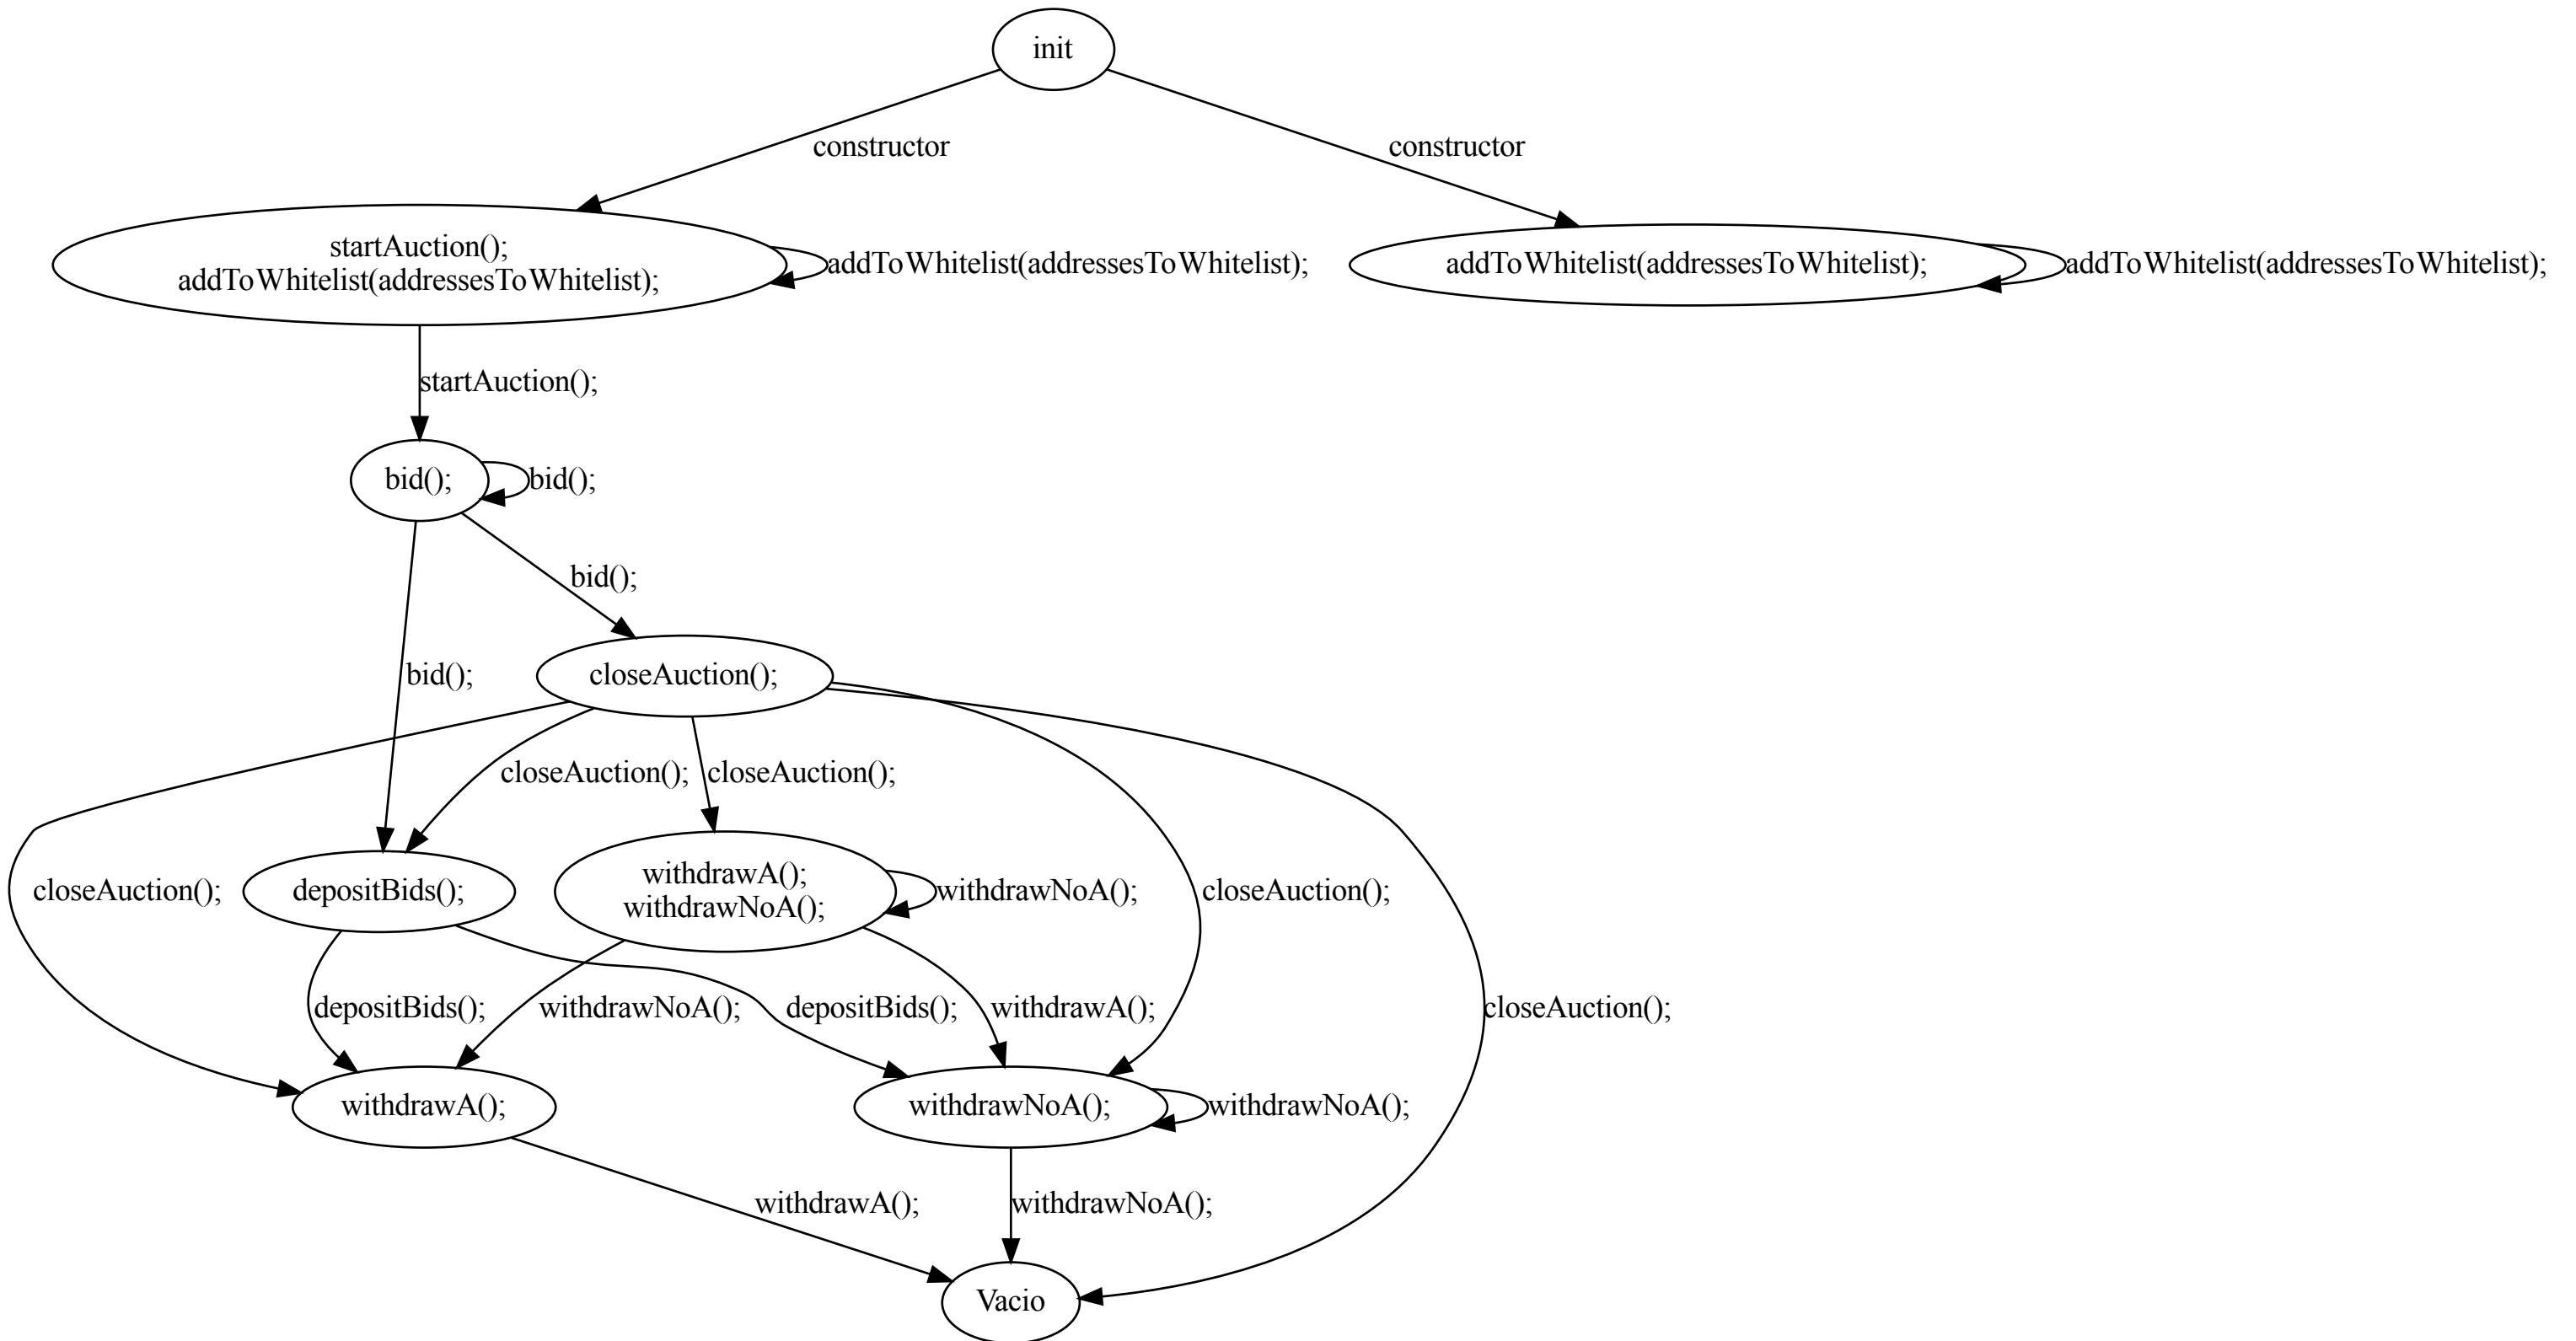 init
constructor
constructor
startAuction();
addToWhitelist(addressesToWhitelist);
addToWhitelist(addressesToWhitelist);
addToWhitelist(addressesToWhitelist);
addToWhitelist(addressesToWhitelist);
startAuction();
bid();
bid();
bid();
bid();
closeAuction();
closeAuction();
closeAuction();
closeAuction();
depositBids();
withdrawA();
withdrawNoA();
withdrawNoA();
closeAuction();
depositBids();
withdrawNoA();
depositBids();
withdrawA();
closeAuction();
withdrawA();
withdrawNoA();
withdrawNoA();
withdrawA();
withdrawNoA();
Vacio